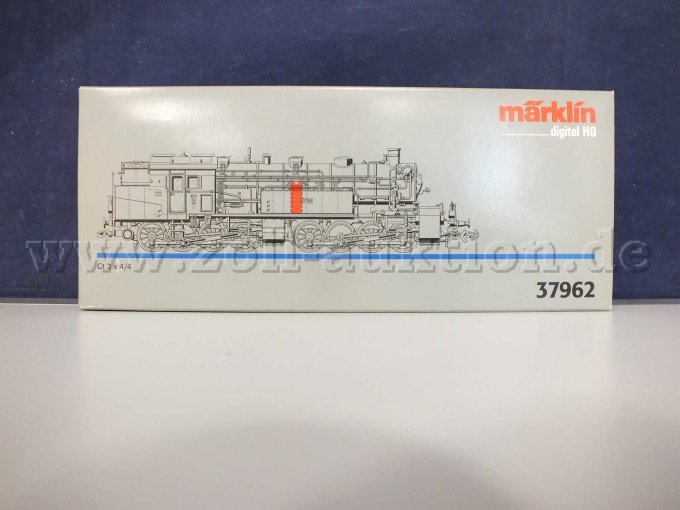 märklin
digital H0
www.zoll-auktion.de
Gt 2 x 4/4
37962